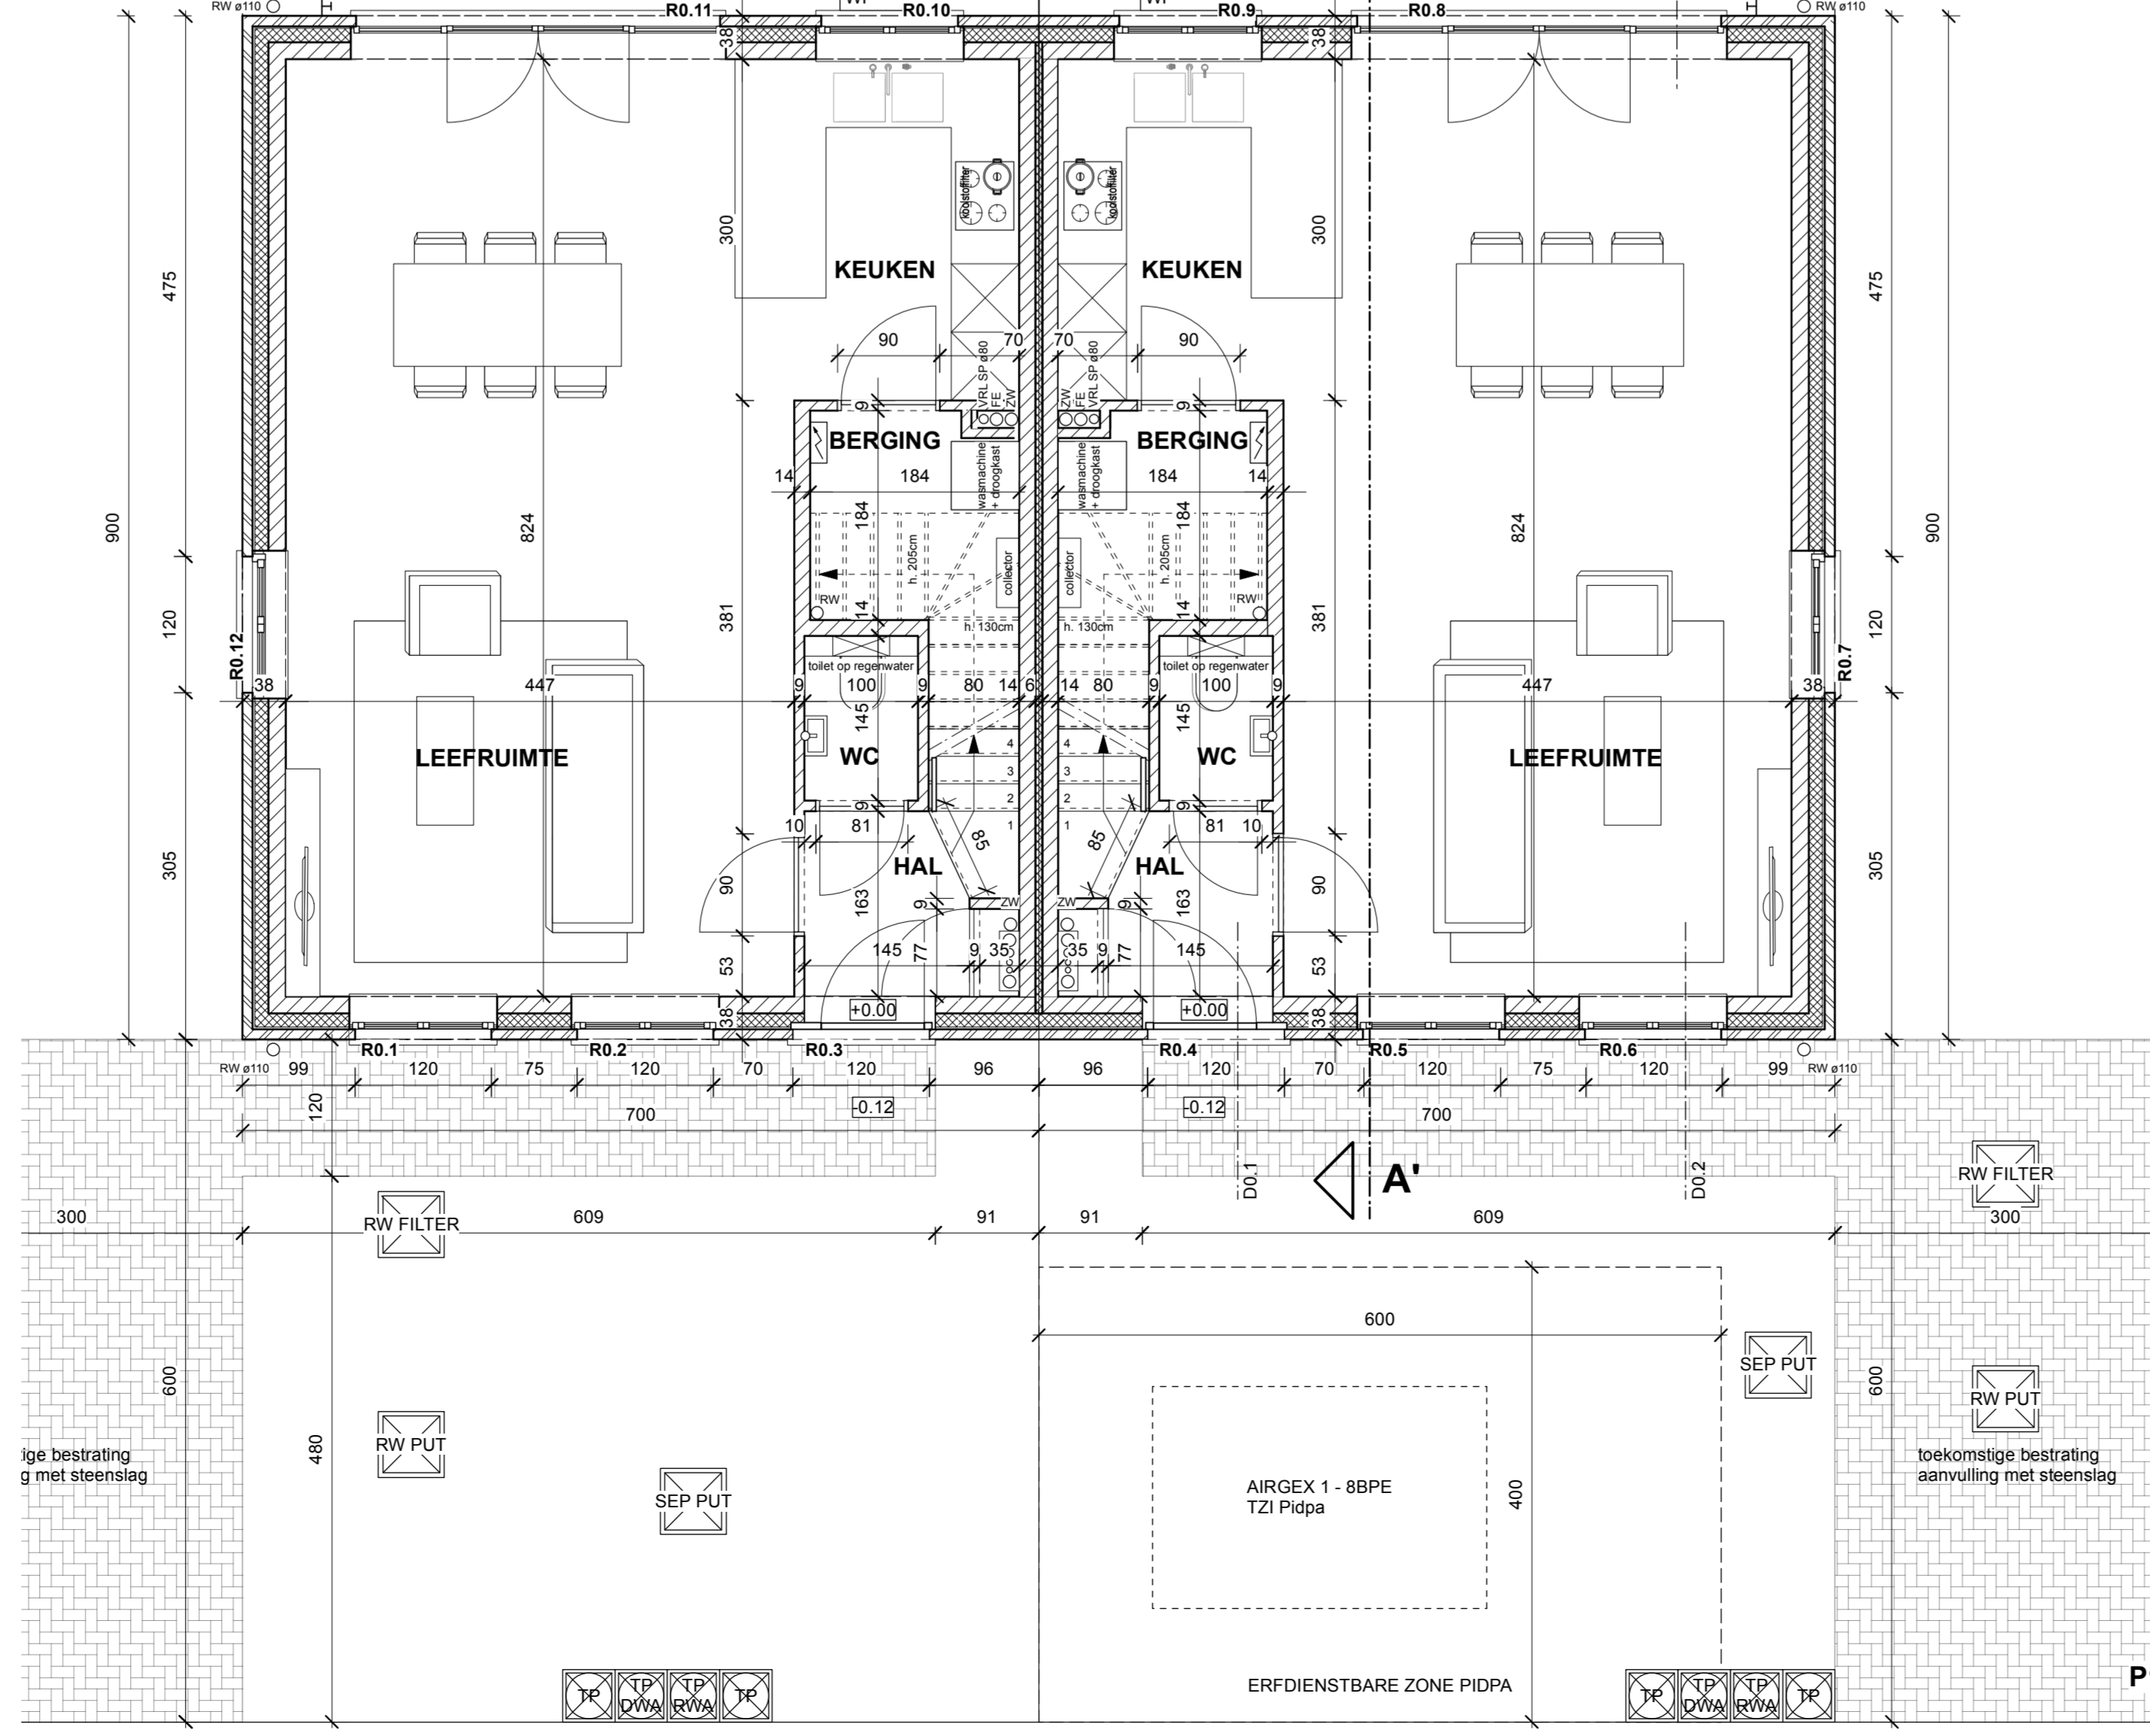 RW ø110
R0.11
R0.10
R0.9
R0.8
RW ø110
38
38
koolstoffilter
koolstoffilter
300
300
475
475
KEUKEN
KEUKEN
90
70
70
90
VRL SP ø80
FE
ZW
ZW
FE
VRL SP ø80
9
9
BERGING
BERGING
14
184
wasmachine
+ droogkast
wasmachine
+ droogkast
184
14
900
824
184
184
824
900
h. 205cm
collector
collector
h. 205cm
RW
14
14
RW
120
381
h. 130cm
h. 130cm
381
120
R0.12
toilet op regenwater
toilet op regenwater
R0.7
38
447
9
100
9
80
14
6
14
80
9
100
9
447
38
145
145
LEEFRUIMTE
WC
4
4
WC
LEEFRUIMTE
3
3
2
2
9
9
10
81
1
1
81
10
85
85
305
HAL
HAL
305
90
163
9
ZW
ZW
9
163
90
53
145
77
9
35
35
9
77
145
53
38
+0.00
+0.00
38
R0.1
R0.2
R0.3
R0.4
R0.5
R0.6
RW ø110
99
120
75
120
70
120
96
96
120
70
120
75
120
99
RW ø110
120
-0.12
-0.12
700
700
A'
D0.1
D0.2
RW FILTER
RW FILTER
300
609
91
91
609
300
600
600
SEP PUT
600
480
RW PUT
RW PUT
ige bestrating
g met steenslag
toekomstige bestrating
aanvulling met steenslag
SEP PUT
AIRGEX 1 - 8BPE
TZI Pidpa
400
ERFDIENSTBARE ZONE PIDPA
TP
TP
DWA
TP
RWA
TP
TP
TP
DWA
TP
RWA
TP
P